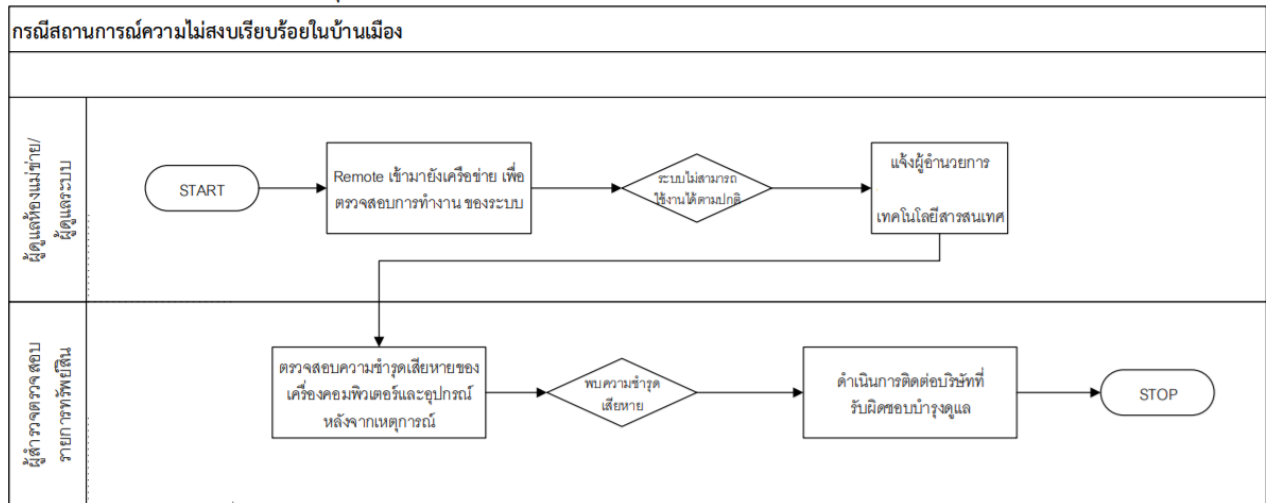 กรณีสถานการณ์ความไม่สงบเรียบร้อยในบ้านเมือง
ผู้ดูแลห้องแม่ข่าย/
ผู้ดูแลระบบ
START
Remote เข้ามายังเครือข่าย เพื่อ
ตรวจสอบการทำงาน ของระบบ
ระบบไม่สามารถ
ใช้งานได้ตามปกติ
แจ้งผู้อำนวยการ
เทคโนโลยีสารสนเทศ
ผู้สำรวจตรวจสอบ
รายการทรัพย์สิน
ตรวจสอบความชำรุดเสียหายของ
เครื่องคอมพิวเตอร์และอุปกรณ์
หลังจากเหตุการณ์
พบความชำรุด
เสียหาย
ดำเนินการติดต่อบริษัทที่
รับผิดชอบบำรุงดูแล
STOP